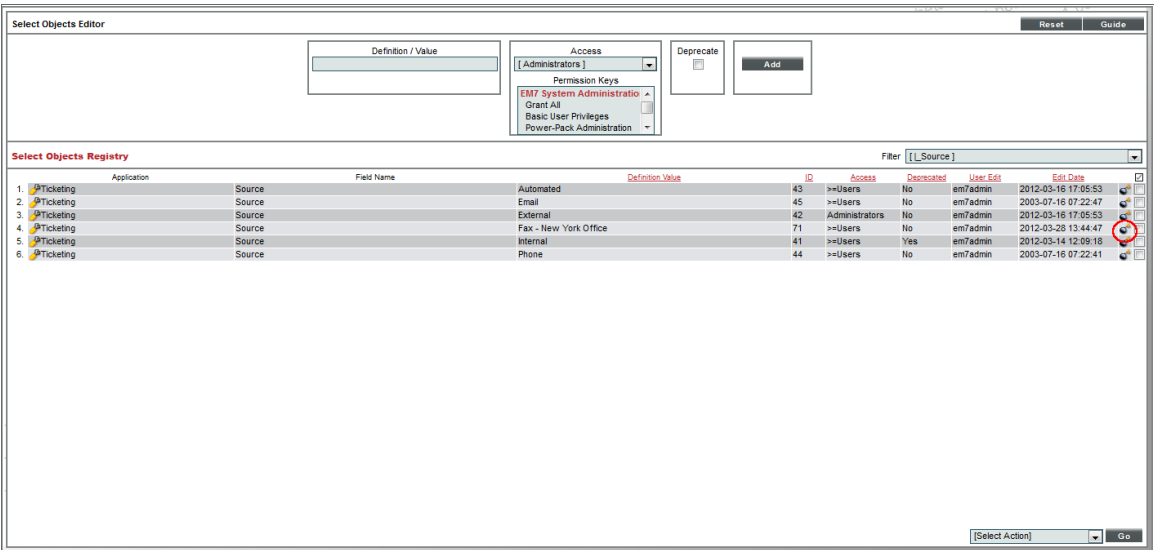 Select Objects Editor
Reset
Guide
Definition / Value
Access
[ Administrators ]
Permission Keys
EM7 System Administratio
Grant All
Basic User Privileges
Power-Pack Administration
Deprecate
Add
Select Objects Registry
Filter [ |_Source ]
Application Field Name Definition Value ID Access Deprecated User Edit Edit Date
1. Ticketing Source Automated 43 >=Users No em7admin 2012-03-16 17:05:53
2. Ticketing Source Email 45 >=Users No em7admin 2003-07-16 07:22:47
3. Ticketing Source External 42 Administrators No em7admin 2012-03-16 17:05:53
4. Ticketing Source Fax - New York Office 71 >=Users No em7admin 2012-03-28 13:44:47
5. Ticketing Source Internal 41 >=Users Yes em7admin 2012-03-14 12:09:18
6. Ticketing Source Phone 44 >=Users No em7admin 2003-07-16 07:22:41
[Select Action] Go